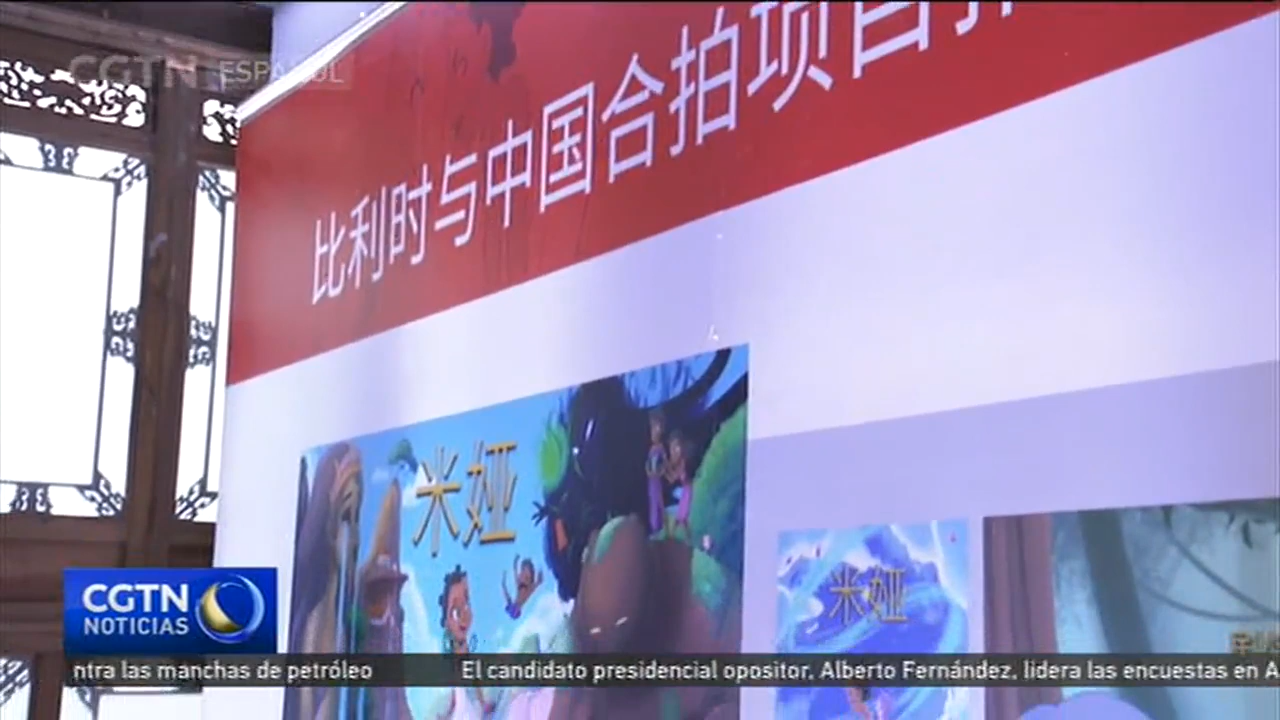 CGTN ESPAÑOL
比利时与中国合拍项目
米娅
米娅
CGTN
NOTICIAS
ntra las manchas de petróleo El candidato presidencial opositor, Alberto Fernández, lidera las encuestas en A